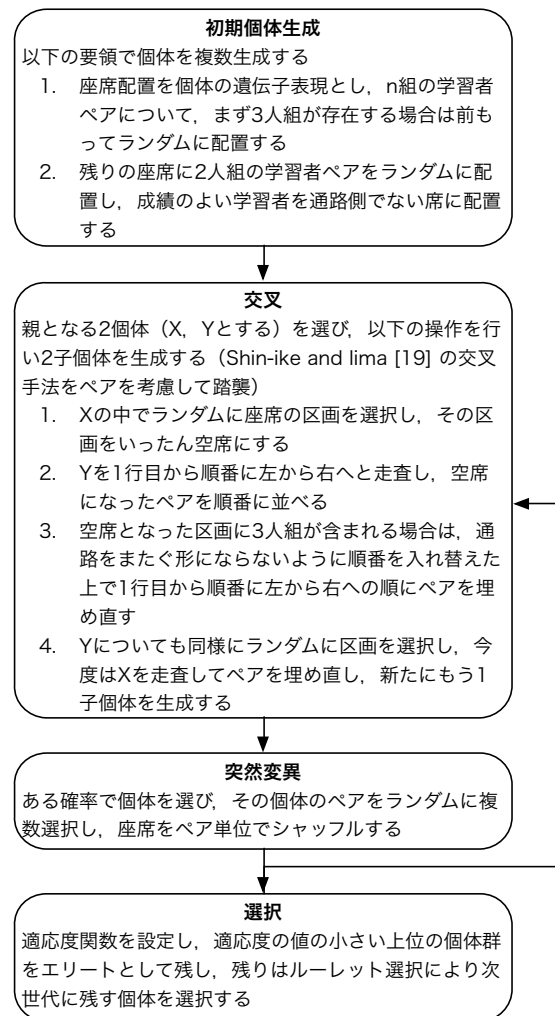 初期個体生成
以下の要領で個体を複数生成する
1. 座席配置を個体の遺伝子表現とし，n組の学習者
ペアについて，まず3人組が存在する場合は前も
ってランダムに配置する
2. 残りの座席に2人組の学習者ペアをランダムに配
置し，成績のよい学習者を通路側でない席に配置
する
交叉
親となる2個体（X，Yとする）を選び，以下の操作を行
い2子個体を生成する（Shin-ike and Iima [19] の交叉
手法をペアを考慮して踏襲）
1. Xの中でランダムに座席の区画を選択し，その区
画をいったん空席にする
2. Yを1行目から順番に左から右へと走査し，空席
になったペアを順番に並べる
3. 空席となった区画に3人組が含まれる場合は，通
路をまたぐ形にならないように順番を入れ替えた
上で1行目から順番に左から右への順にペアを埋
め直す
4. Yについても同様にランダムに区画を選択し，今
度はXを走査してペアを埋め直し，新たにもう1
子個体を生成する
突然変異
ある確率で個体を選び，その個体のペアをランダムに複
数選択し，座席をペア単位でシャッフルする
選択
適応度関数を設定し，適応度の値の小さい上位の個体群
をエリートとして残し，残りはルーレット選択により次
世代に残す個体を選択する